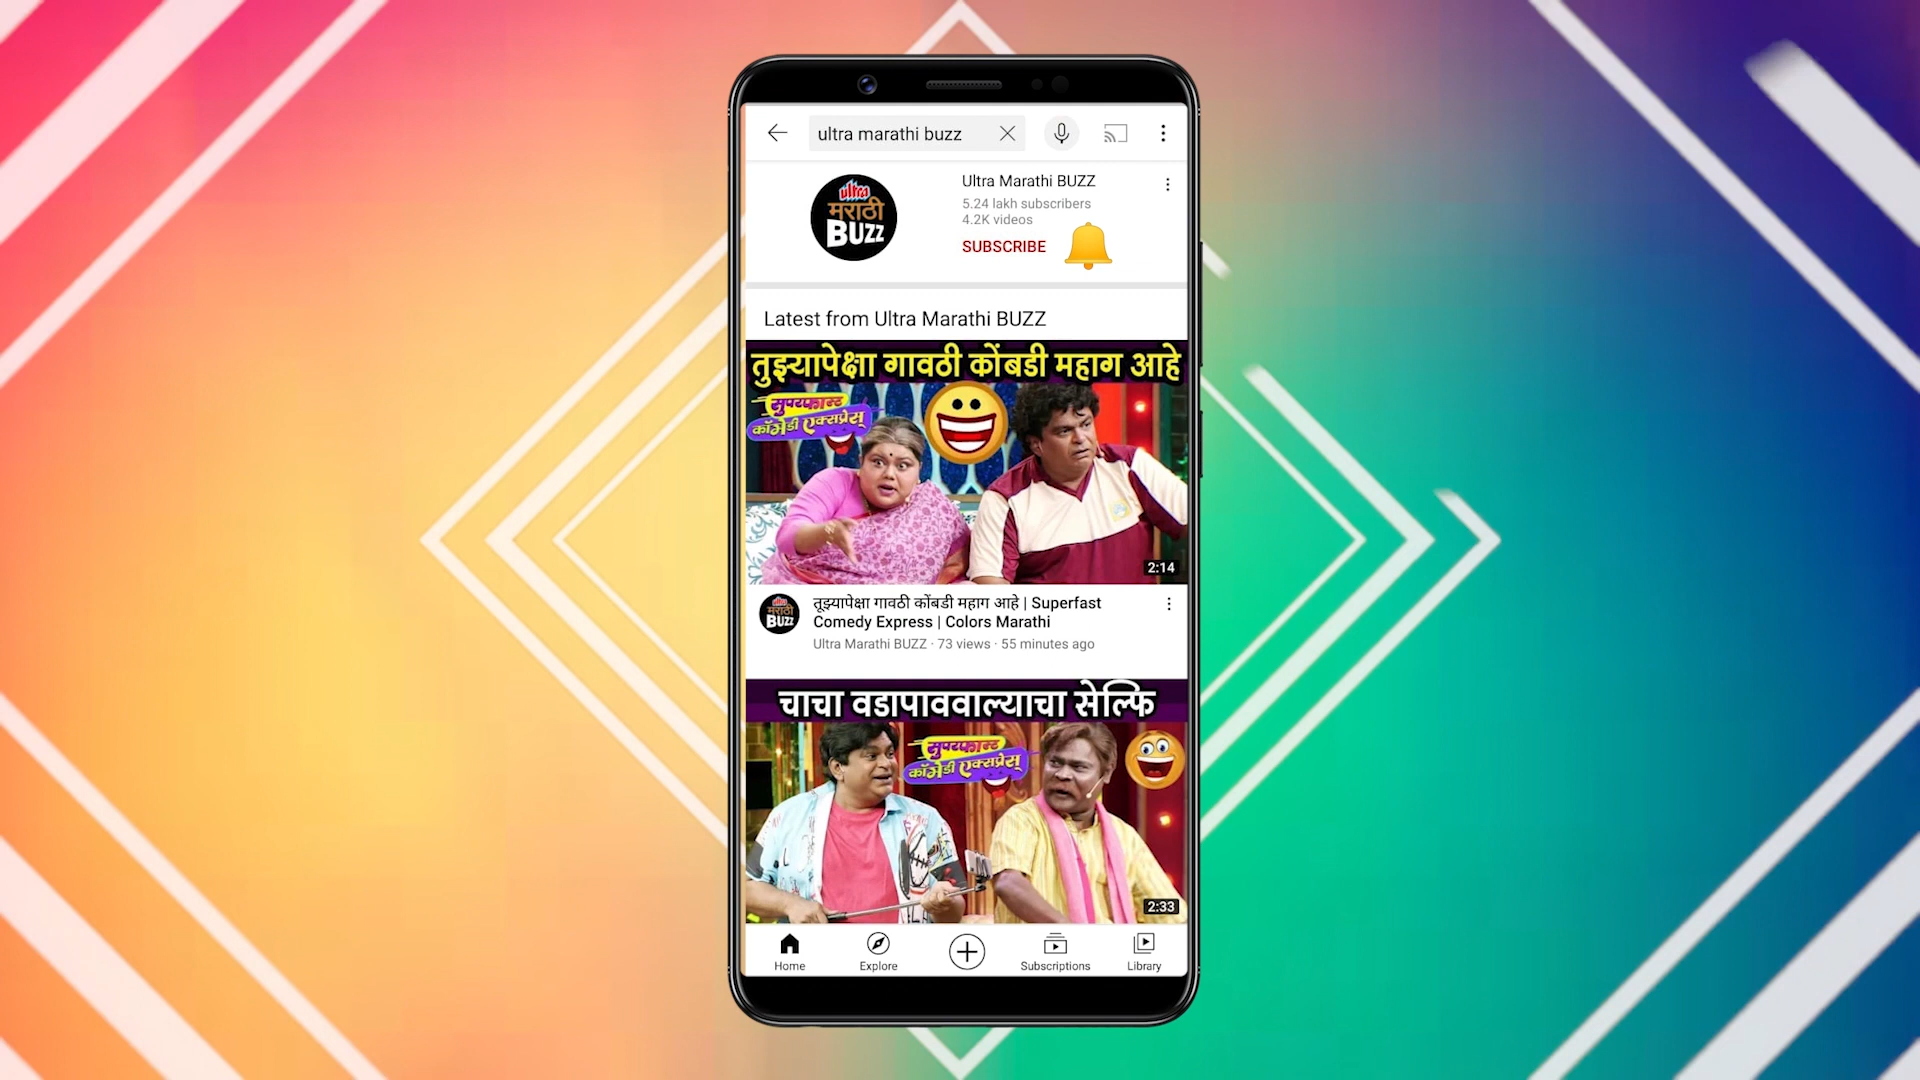 ultra marathi buzz
ultra
मराठी
BUZZ
Ultra Marathi BUZZ
5.24 lakh subscribers
4.2K videos
SUBSCRIBE
Latest from Ultra Marathi BUZZ
तुझ्यापेक्षा गावठी कोंबडी महाग आहे
सुपरफास्ट
कॉमेडी एक्सप्रेस्
2:14
ultra
मराठी
BUZZ
तूझ्यापेक्षा गावठी कोंबडी महाग आहे | Superfast
Comedy Express | Colors Marathi
Ultra Marathi BUZZ · 73 views · 55 minutes ago
चाचा वडापाववाल्याचा सेल्फि
सुपरफास्ट
कॉमेडी एक्सप्रेस्
2:33
Home
Explore
Subscriptions
Library